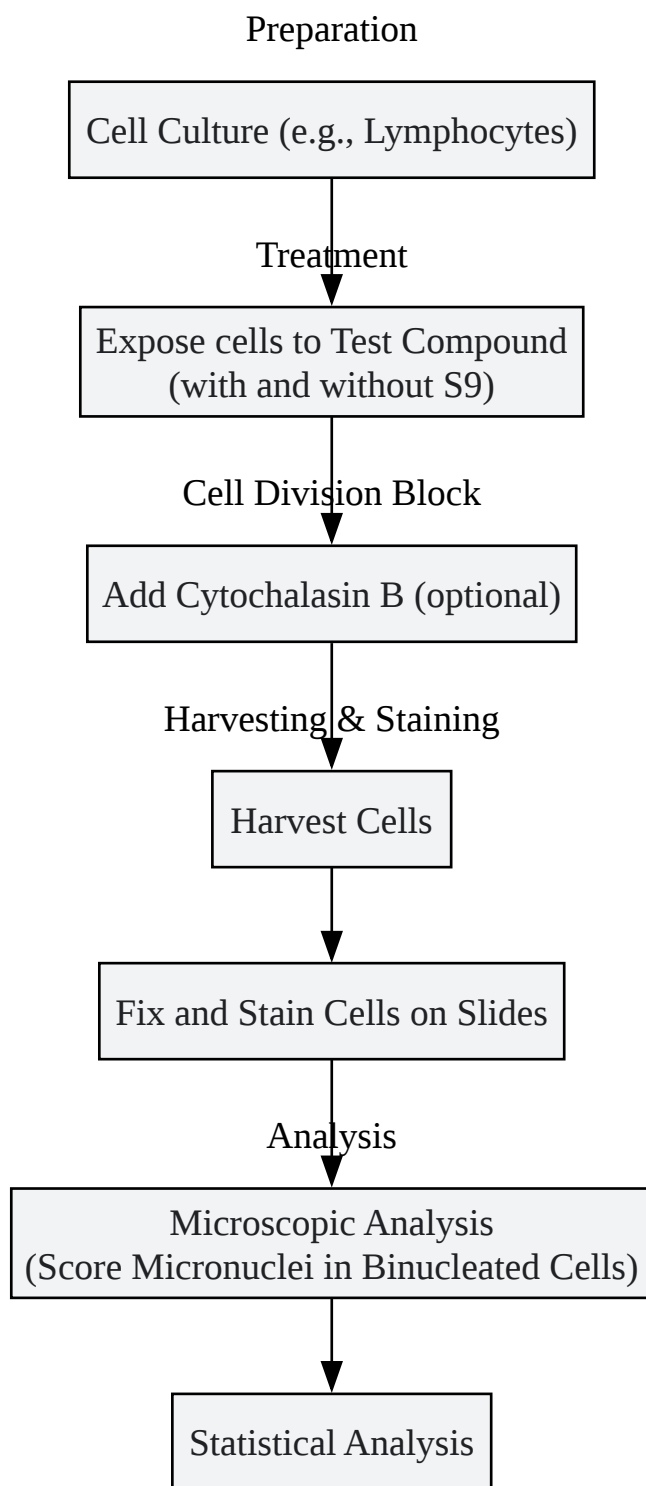 Preparation
Cell Culture (e.g., Lymphocytes)
Treatment
Expose cells to Test Compound
(with and without S9)
Cell Division Block
Add Cytochalasin B (optional)
Harvesting & Staining
Harvest Cells
Fix and Stain Cells on Slides
Analysis
Microscopic Analysis
(Score Micronuclei in Binucleated Cells)
Statistical Analysis